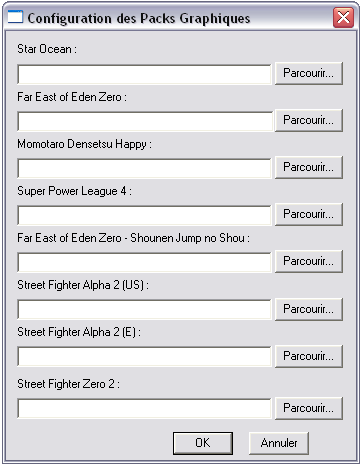 Configuration des Packs Graphiques
Star Ocean :
Parcourir...
Far East of Eden Zero :
Parcourir...
Momotaro Densetsu Happy :
Parcourir...
Super Power League 4 :
Parcourir...
Far East of Eden Zero - Shounen Jump no Shou :
Parcourir...
Street Fighter Alpha 2 (US) :
Parcourir...
Street Fighter Alpha 2 (E) :
Parcourir...
Street Fighter Zero 2 :
Parcourir...
OK Annuler